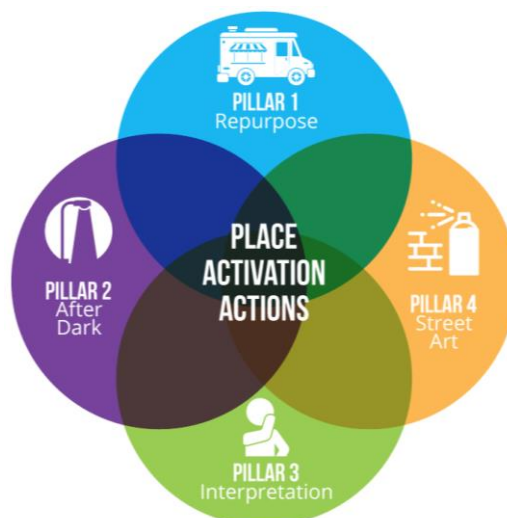 PILLAR 1
Repurpose
PLACE
ACTIVATION
ACTIONS
PILLAR 2
After
Dark
PILLAR 4
Street
Art
PILLAR 3
Interpretation